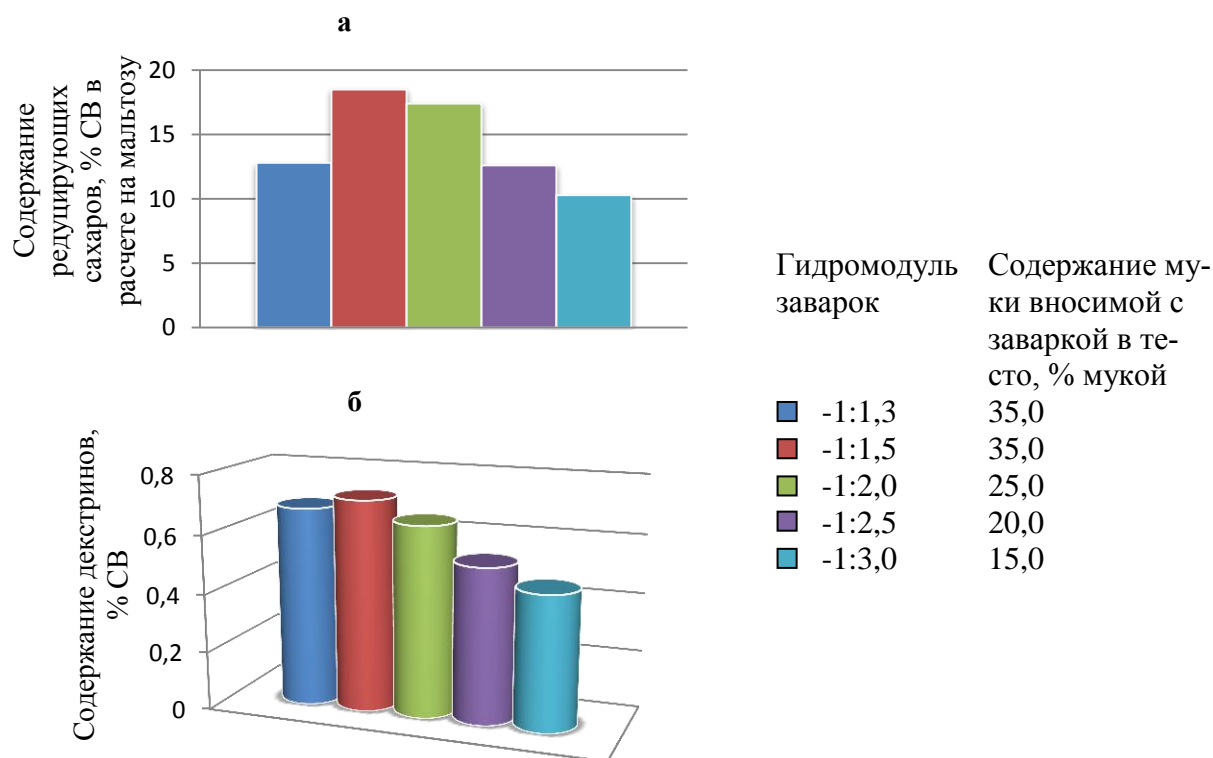 а
Содержание
редуцирующих
сахаров, % СВ в
расчете на мальтозу
20
15
10
5
0
б
Содержание декстринов,
% СВ
0,8
0,6
0,4
0,2
0
Гидромодуль
заварок
Содержание му-
ки вносимой с
заваркой в те-
сто, % мукой
-1:1,3 35,0
-1:1,5 35,0
-1:2,0 25,0
-1:2,5 20,0
-1:3,0 15,0